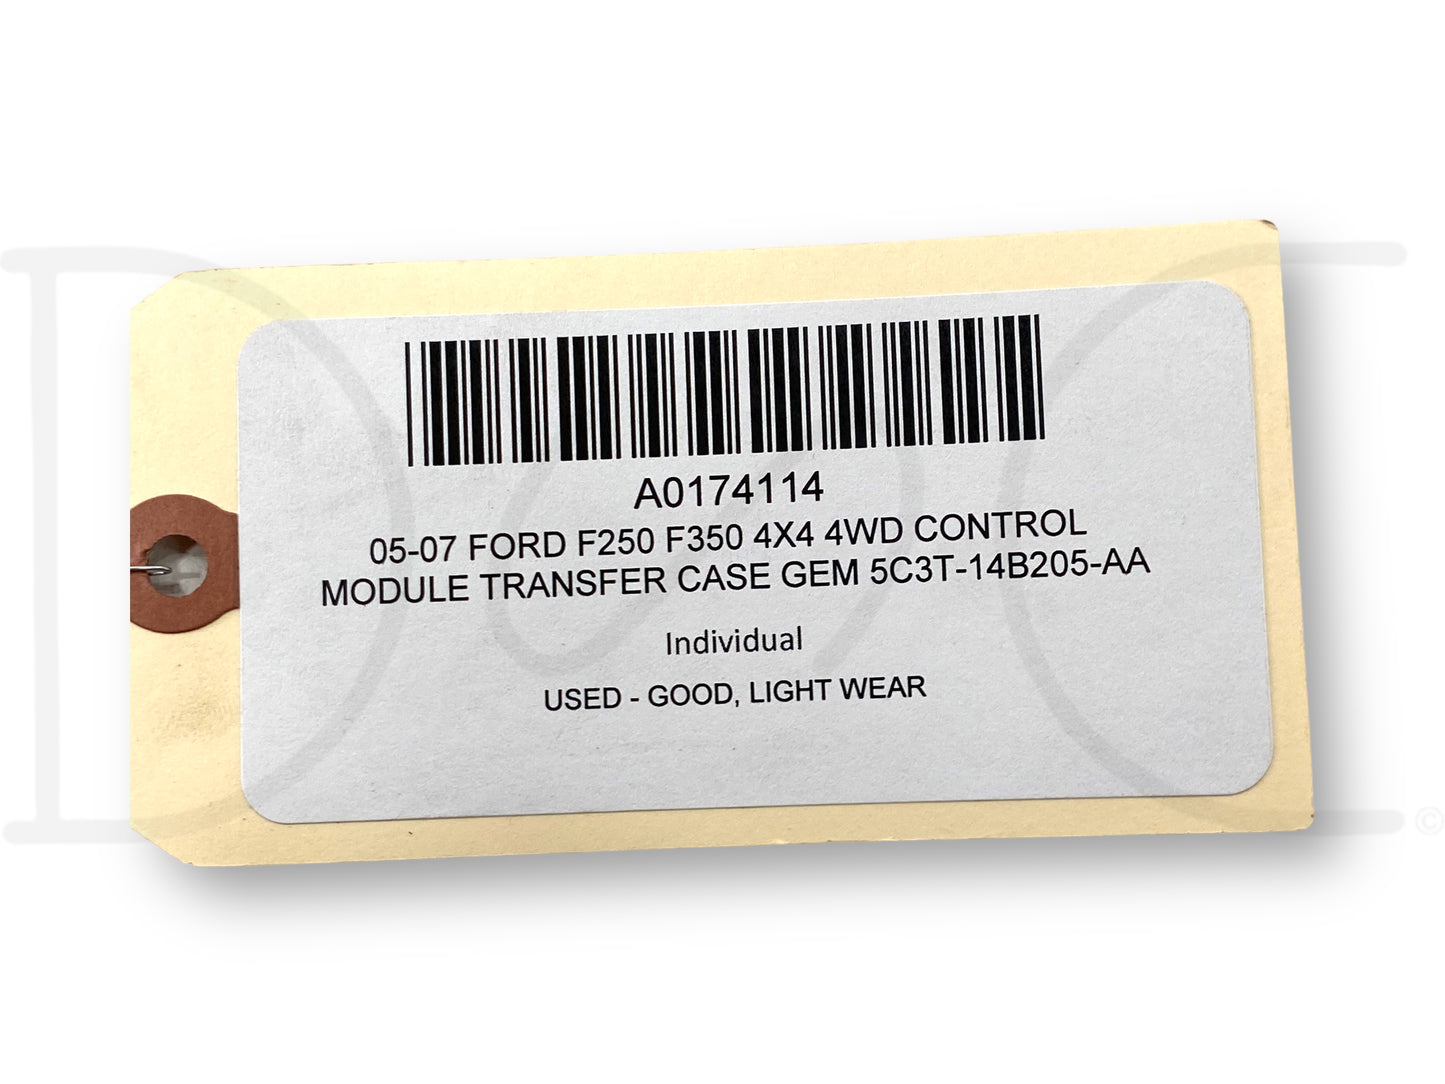 A0174114
05-07 FORD F250 F350 4X4 4WD CONTROL
MODULE TRANSFER CASE GEM 5C3T-14B205-AA
Individual
USED - GOOD, LIGHT WEAR
©